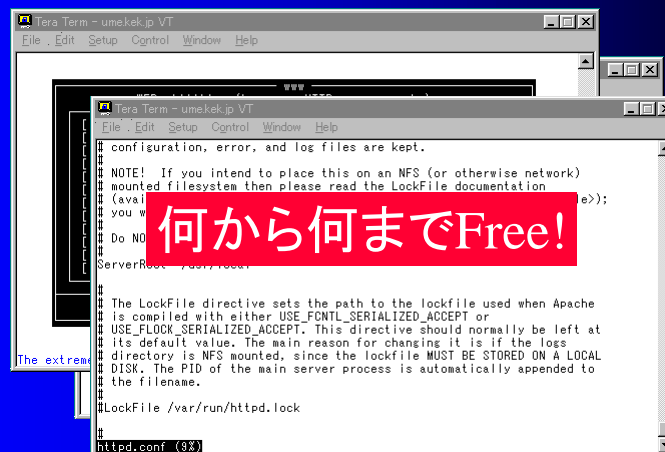 Tera Term - ume.kek.jp VT
File Edit Setup Control Window Help
WWW
The extreme
Tera Term - ume.kek.jp VT
File Edit Setup Control Window Help
# configuration, error, and log files are kept.
#
# NOTE! If you intend to place this on an NFS (or otherwise network)
# mounted filesystem then please read the LockFile documentation
# (avai le>);
# you w
#
# Do NO
#
ServerRoot "/usr/local"
何から何までFree!
#
# The LockFile directive sets the path to the lockfile used when Apache
# is compiled with either USE_FCNTL_SERIALIZED_ACCEPT or
# USE_FLOCK_SERIALIZED_ACCEPT. This directive should normally be left at
# its default value. The main reason for changing it is if the logs
# directory is NFS mounted, since the lockfile MUST BE STORED ON A LOCAL
# DISK. The PID of the main server process is automatically appended to
# the filename.
#
#LockFile /var/run/httpd.lock
#
httpd.conf (9%)